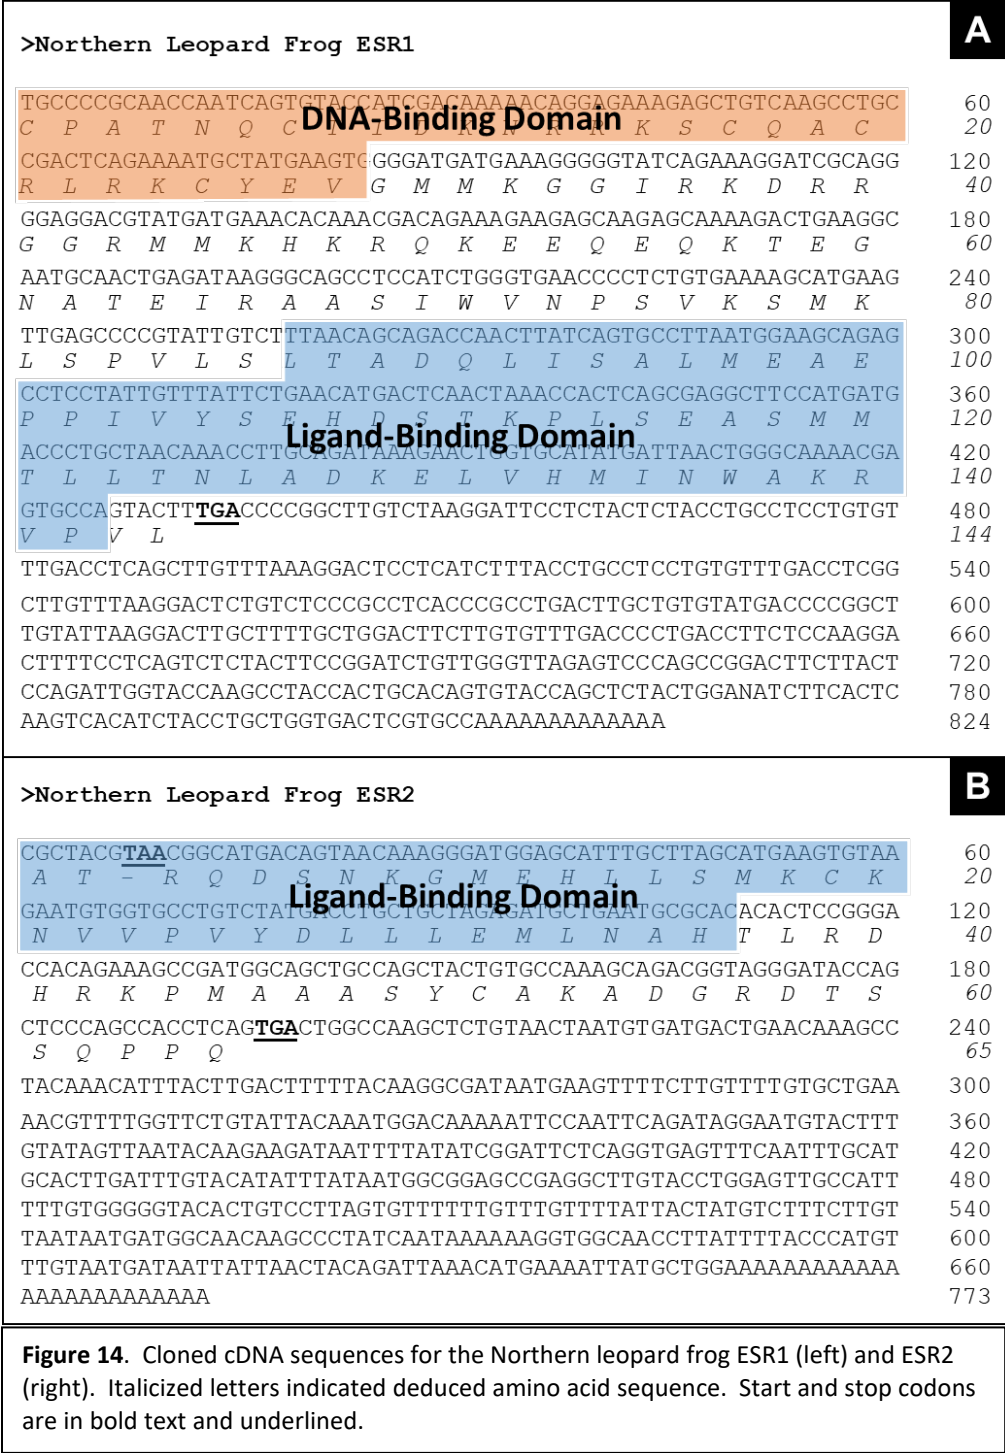 A
>Northern Leopard Frog ESR1
TGCCCCGCAACCAATCAGTGTACCATCGACAAAAACAGGAGAAAGAGCTGTCAAGCCTGC 60
DNA-Binding Domain
C P A T N Q C T I D K N R R K S C Q A C 20
CGACTCAGAAAATGCTATGAAGTGGGGATGATGAAAGGGGGTATCAGAAAGGATCGCAGG 120
R L R K C Y E V G M M K G G I R K D R R 40
GGAGGACGTATGATGAAACACAAACGACAGAAAGAAGAGCAAGAGCAAAAGACTGAAGGC 180
G G R M M K H K R Q K E E Q E Q K T E G 60
AATGCAACTGAGATAAGGGCAGCCTCCATCTGGGTGAACCCCTCTGTGAAAAGCATGAAG 240
N A T E I R A A S I W V N P S V K S M K 80
TTGAGCCCCGTATTGTCTTTAACAGCAGACCAACTTATCAGTGCCTTAATGGAAGCAGAG 300
L S P V L S L T A D Q L I S A L M E A E 100
CCTCCTATTGTTTATTCTGAACATGACTCAACTAAACCACTCAGCGAGGCTTCCATGATG 360
P P I V Y S E H D S T K P L S E A S M M 120
Ligand-Binding Domain
ACCCTGCTAACAAACCTTGCAGATAAAGAACTGGTGCATATGATTAACTGGGCAAAACGA 420
T L L T N L A D K E L V H M I N W A K R 140
GTGCCAGTACTTTTGACCCCGGCTTGTCTAAGGATTCCTCTACTCTACCTGCCTCCTGTGT 480
V P V L 144
TTGACCTCAGCTTGTTTAAAGGACTCCTCATCTTTACCTGCCTCCTGTGTTTGACCTCGG 540
CTTGTTTAAGGACTCTGTCTCCCGCCTCACCCGCCTGACTTGCTGTGTATGACCCCGGCT 600
TGTATTAAGGACTTGCTTTTGCTGGACTTCTTGTGTTTGACCCCTGACCTTCTCCAAGGA 660
CTTTTCCTCAGTCTCTACTTCCGGATCTGTTGGGTTAGAGTCCCAGCCGGACTTCTTACT 720
CCAGATTGGTACCAAGCCTACCACTGCACAGTGTACCAGCTCTACTGGANATCTTCACTC 780
AAGTCACATCTACCTGCTGGTGACTCGTGCCAAAAAAAAAAAAA 824
B
>Northern Leopard Frog ESR2
CGCTACGTAACGGCATGACAGTAACAAAGGGATGGAGCATTTGCTTAGCATGAAGTGTAA 60
A T - R Q D S N K G M E H L L S M K C K 20
Ligand-Binding Domain
GAATGTGGTGCCTGTCTATGACCTGCTGCTAGAGATGCTGAATGCGCACACACTCCGGGA 120
N V V P V Y D L L L E M L N A H T L R D 40
CCACAGAAAGCCGATGGCAGCTGCCAGCTACTGTGCCAAAGCAGACGGTAGGGATACCAG 180
H R K P M A A A S Y C A K A D G R D T S 60
CTCCCAGCCACCTCAGTGACTGGCCAAGCTCTGTAACTAATGTGATGACTGAACAAAGCC 240
S Q P P Q 65
TACAAACATTTACTTGACTTTTTACAAGGCGATAATGAAGTTTTCTTGTTTTGTGCTGAA 300
AACGTTTTGGTTCTGTATTACAAATGGACAAAAATTCCAATTCAGATAGGAATGTACTTT 360
GTATAGTTAATACAAGAAGATAATTTTATATCGGATTCTCAGGTGAGTTTCAATTTGCAT 420
GCACTTGATTTGTACATATTTATAATGGCGGAGCCGAGGCTTGTACCTGGAGTTGCCATT 480
TTTGTGGGGGTACACTGTCCTTAGTGTTTTTTGTTTGTTTTATTACTATGTCTTTCTTGT 540
TAATAATGATGGCAACAAGCCCTATCAATAAAAAAGGTGGCAACCTTATTTTACCCATGT 600
TTGTAATGATAATTATTAACTACAGATTAAACATGAAAATTATGCTGGAAAAAAAAAAAA 660
AAAAAAAAAAAAA 773
Figure 14. Cloned cDNA sequences for the Northern leopard frog ESR1 (left) and ESR2
(right). Italicized letters indicated deduced amino acid sequence. Start and stop codons
are in bold text and underlined.